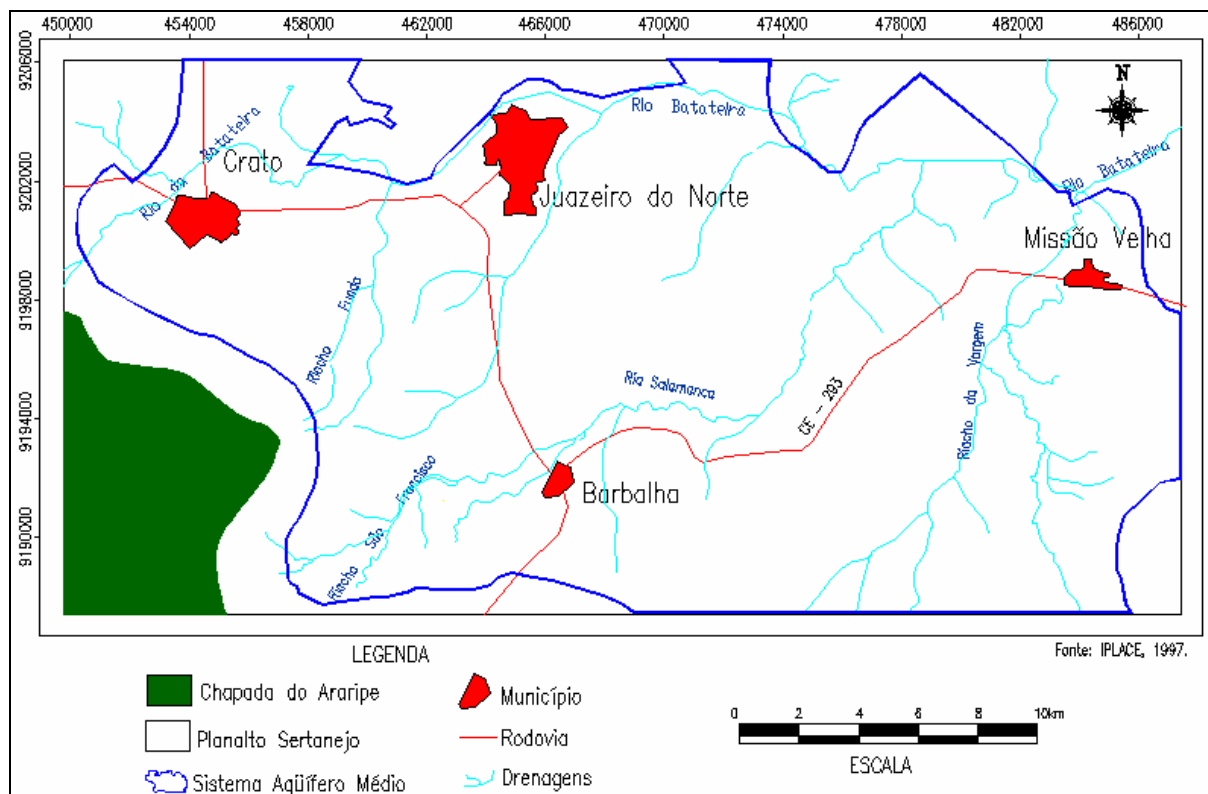 450000 454000 458000 462000 466000 470000 474000 478000 482000 486000
9206000
9202000
9198000
9194000
9190000
N
Rio Batateira
Rio da Batateira
Crato
Juazeiro do Norte
Rio Batateira
Missão Velha
Riacho Fundo
Rio Salamanca
CE - 293
Riacho da Vargem
Riacho São Francisco
Barbalha
Fonte: IPLACE, 1997.
LEGENDA
Chapada do Araripe
Município
Planalto Sertanejo
Rodovia
Sistema Aqüífero Médio
Drenagens
0 2 4 6 8 10km
ESCALA